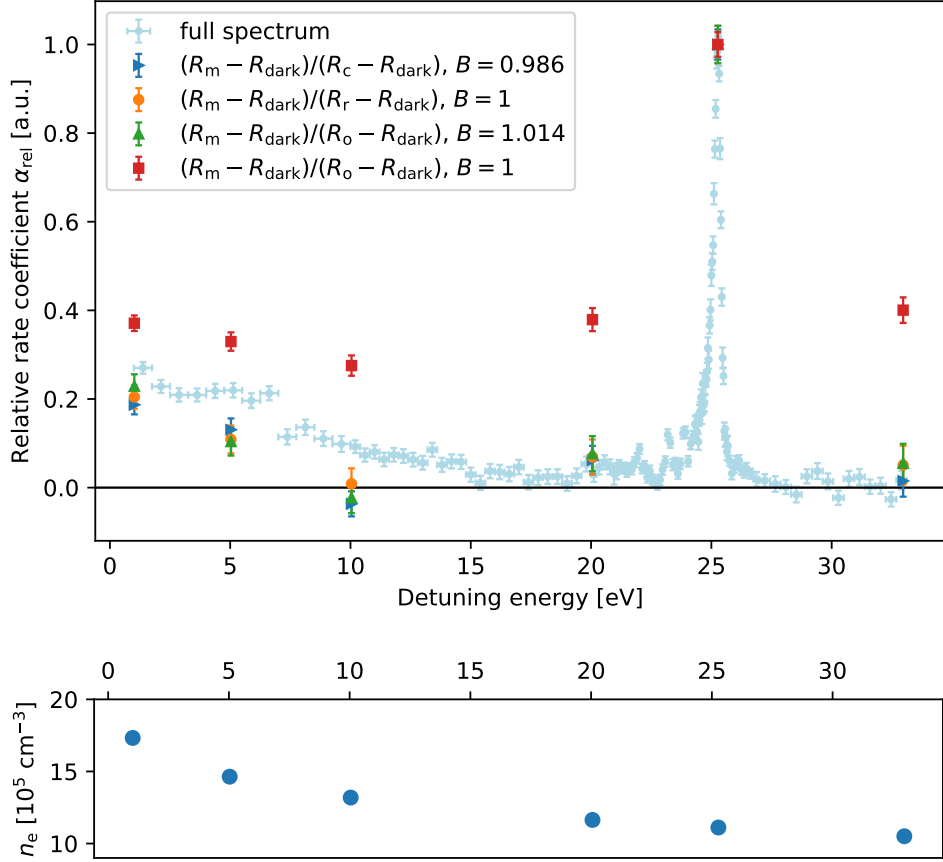 full spectrum
(R_m − R_dark)/(R_c − R_dark), B = 0.986
(R_m − R_dark)/(R_r − R_dark), B = 1
(R_m − R_dark)/(R_o − R_dark), B = 1.014
(R_m − R_dark)/(R_o − R_dark), B = 1
Relative rate coefficient α_rel [a.u.]
1.0
0.8
0.6
0.4
0.2
0.0
0 5 10 15 20 25 30
Detuning energy [eV]
0 5 10 15 20 25 30
n_e [10⁵ cm⁻³]
20
15
10